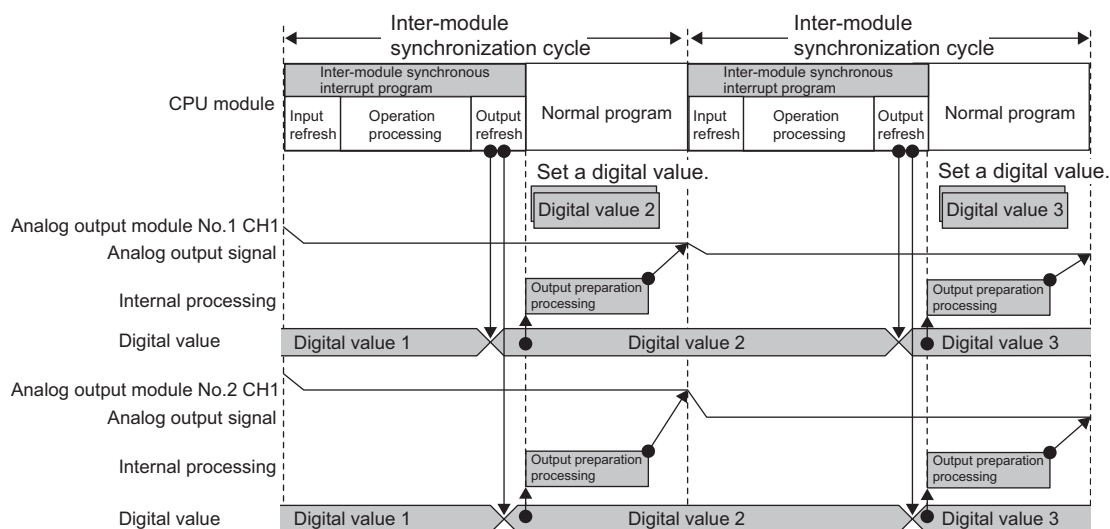 Inter-module
synchronization cycle
Inter-module
synchronization cycle
CPU module
Inter-module synchronous
interrupt program
Input
refresh
Operation
processing
Output
refresh
Normal program
Inter-module synchronous
interrupt program
Input
refresh
Operation
processing
Output
refresh
Normal program
Set a digital value.
Digital value 2
Set a digital value.
Digital value 3
Analog output module No.1 CH1
Analog output signal
Internal processing
Output preparation
processing
Output preparation
processing
Digital value
Digital value 1
Digital value 2
Digital value 3
Analog output module No.2 CH1
Analog output signal
Internal processing
Output preparation
processing
Output preparation
processing
Digital value
Digital value 1
Digital value 2
Digital value 3